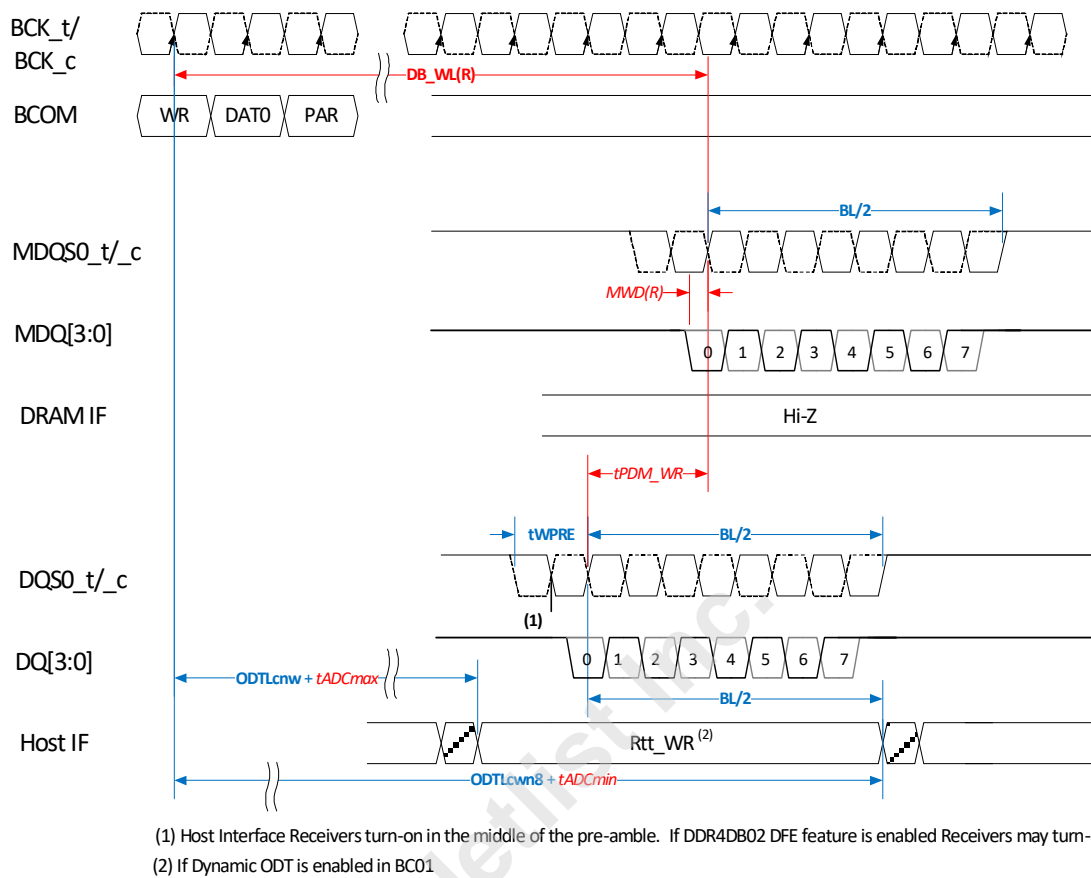 BCK_t/
BCK_c
DB_WL(R)
BCOM
WR DAT0 PAR
BL/2
MDQS0_t/_c
MWD(R)
MDQ[3:0]
0 1 2 3 4 5 6 7
DRAM IF
Hi-Z
tPDM_WR
tWPRE
BL/2
DQS0_t/_c
(1)
DQ[3:0]
0 1 2 3 4 5 6 7
ODTLcnw + tADCmax
BL/2
Host IF
Rtt_WR (2)
ODTLcwn8 + tADCmin
(1) Host Interface Receivers turn-on in the middle of the pre-amble. If DDR4DB02 DFE feature is enabled Receivers may turn-
(2) If Dynamic ODT is enabled in BC01
etlist Inc.